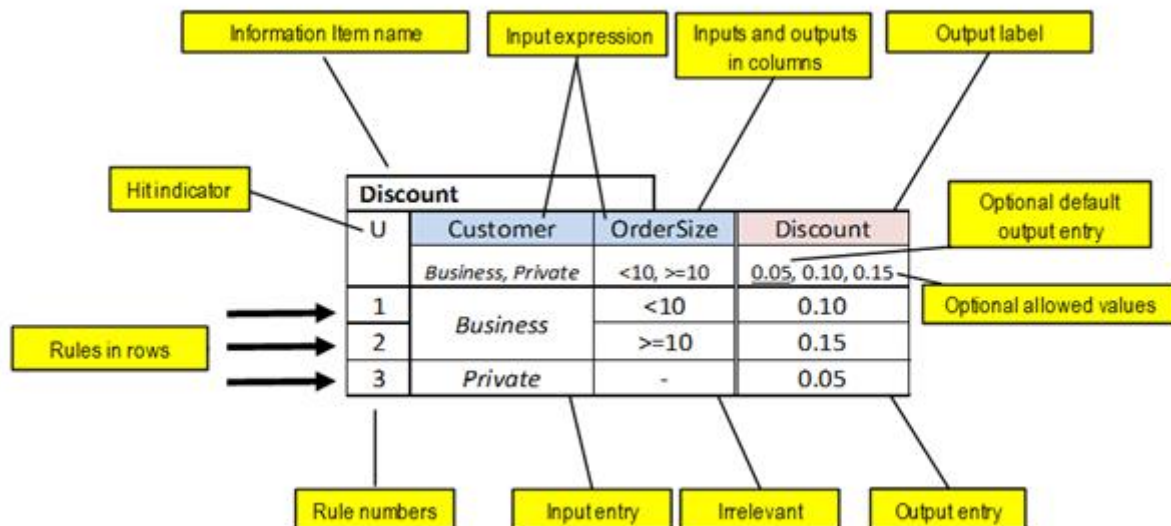 Information Item name
Input expression
Inputs and outputs
in columns
Output label
Hit indicator
Discount
Optional default
output entry
U
Customer
OrderSize
Discount
Business, Private
<10, >=10
0.05, 0.10, 0.15
Optional allowed values
Rules in rows
1
Business
<10
0.10
2
>=10
0.15
3
Private
-
0.05
Rule numbers
Input entry
Irrelevant
Output entry